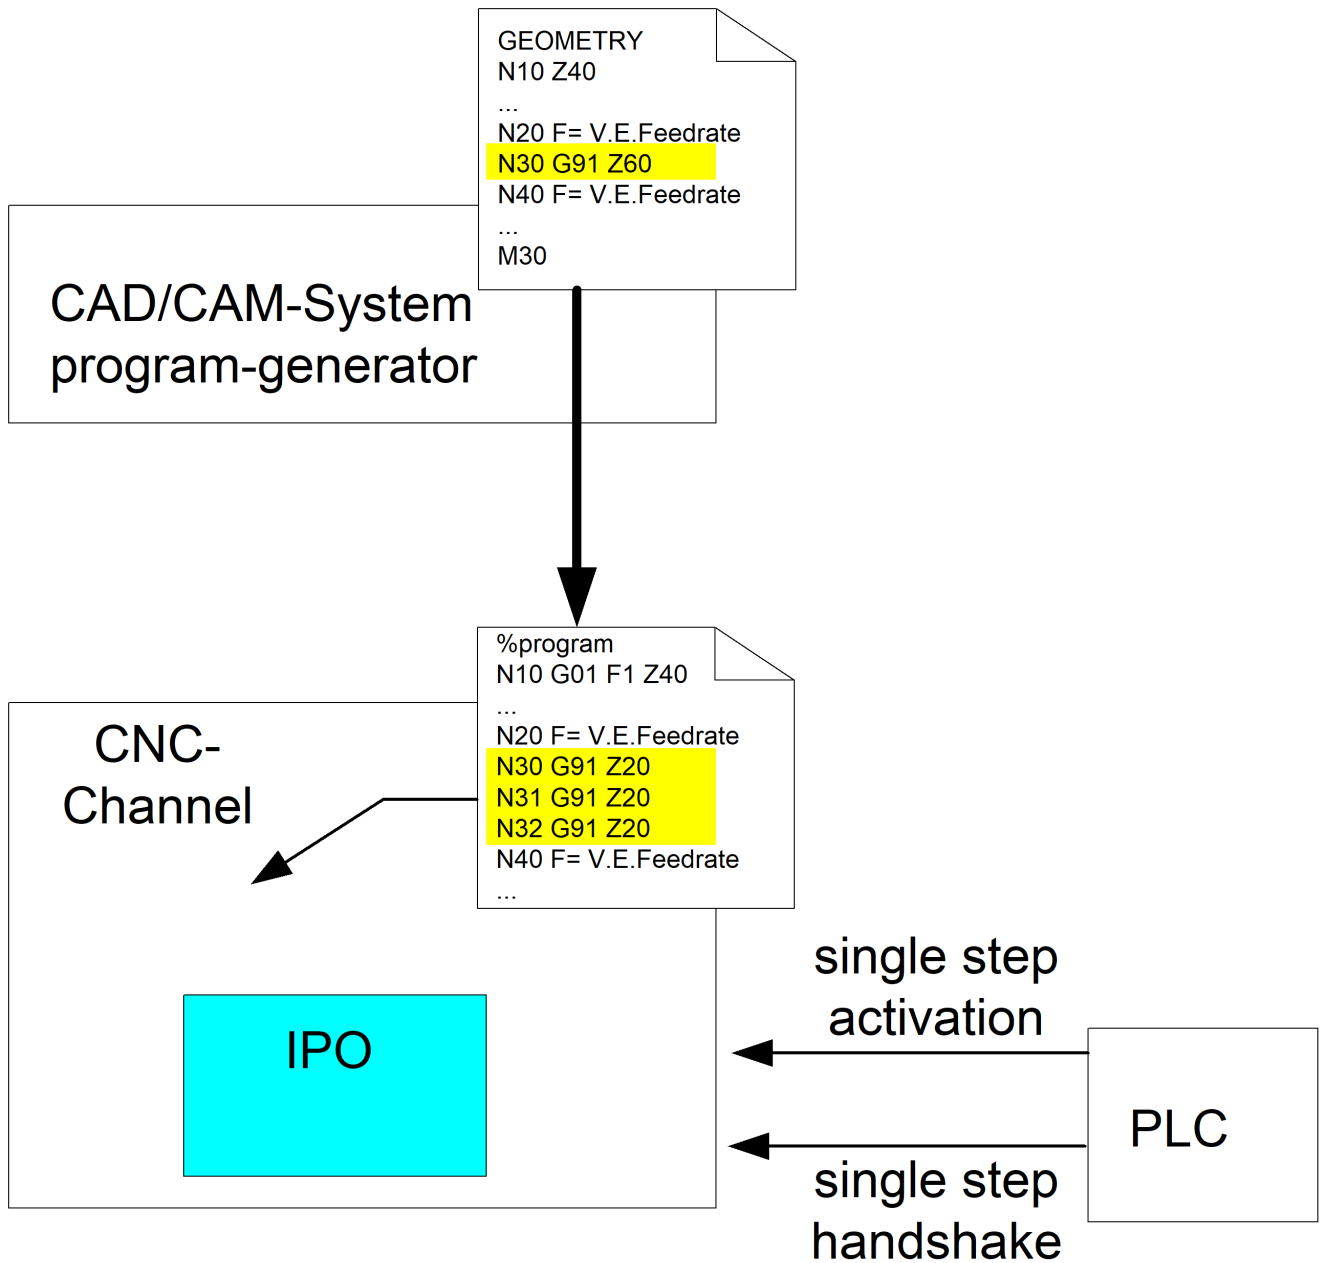 GEOMETRY
N10 Z40
...
N20 F= V.E.Feedrate
N30 G91 Z60
N40 F= V.E.Feedrate
...
M30
CAD/CAM-System
program-generator
%program
N10 G01 F1 Z40
...
N20 F= V.E.Feedrate
N30 G91 Z20
N31 G91 Z20
N32 G91 Z20
N40 F= V.E.Feedrate
...
CNC-
Channel
IPO
single step
activation
PLC
single step
handshake